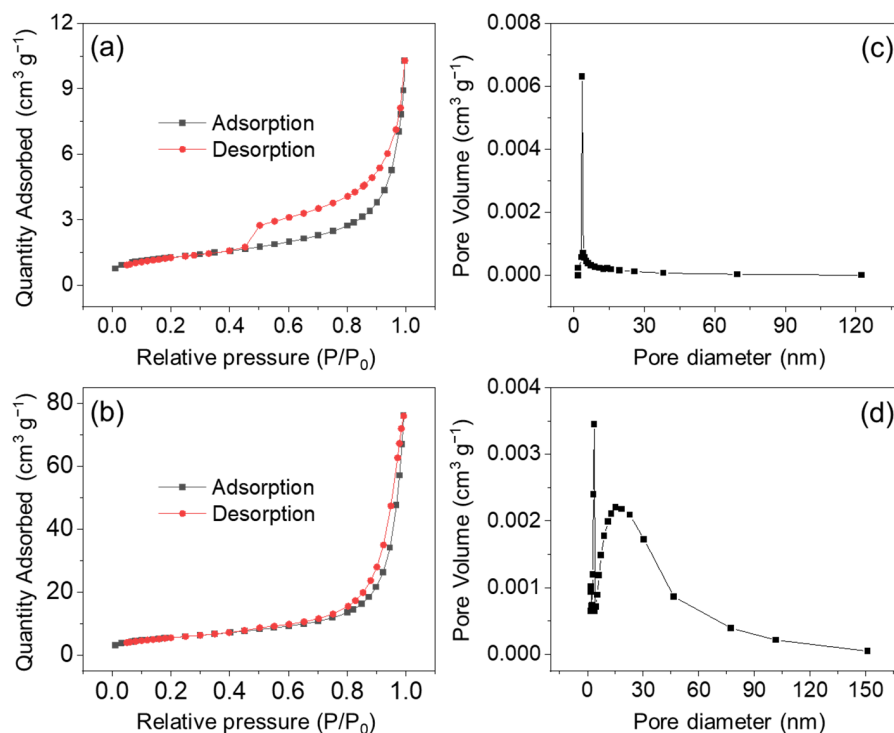 (a)
12
9
6
3
0
Quantity Adsorbed (cm³ g⁻¹)
Adsorption
Desorption
0.0 0.2 0.4 0.6 0.8 1.0
Relative pressure (P/P₀)
(c)
0.008
0.006
0.004
0.002
0.000
Pore Volume (cm³ g⁻¹)
0 30 60 90 120
Pore diameter (nm)
(b)
80
60
40
20
0
Quantity Adsorbed (cm³ g⁻¹)
Adsorption
Desorption
0.0 0.2 0.4 0.6 0.8 1.0
Relative pressure (P/P₀)
(d)
0.004
0.003
0.002
0.001
0.000
Pore Volume (cm³ g⁻¹)
0 30 60 90 120 150
Pore diameter (nm)